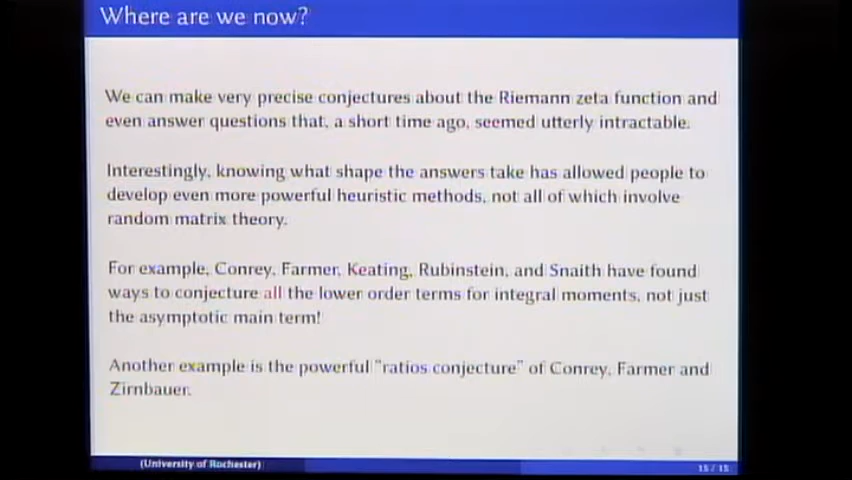 Where are we now?
We can make very precise conjectures about the Riemann zeta function and
even answer questions that, a short time ago, seemed utterly intractable.
Interestingly, knowing what shape the answers take has allowed people to
develop even more powerful heuristic methods, not all of which involve
random matrix theory.
For example, Conrey, Farmer, Keating, Rubinstein, and Snaith have found
ways to conjecture all the lower order terms for integral moments, not just
the asymptotic main term!
Another example is the powerful "ratios conjecture" of Conrey, Farmer and
Zirnbauer.
(University of Rochester)
15 / 15